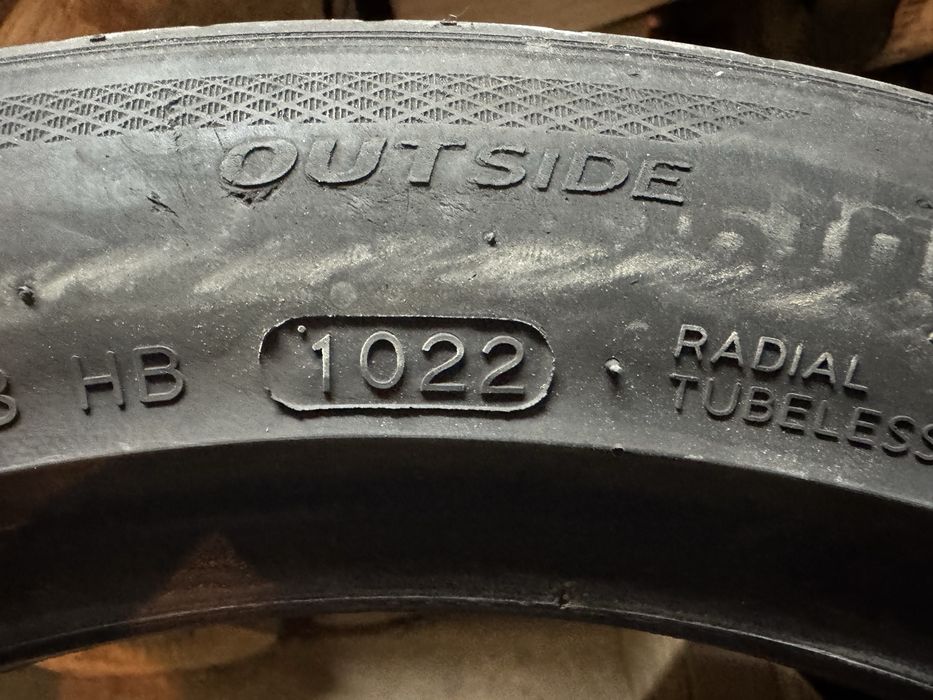 OUTSIDE
HB
1022
RADIAL
TUBELESS